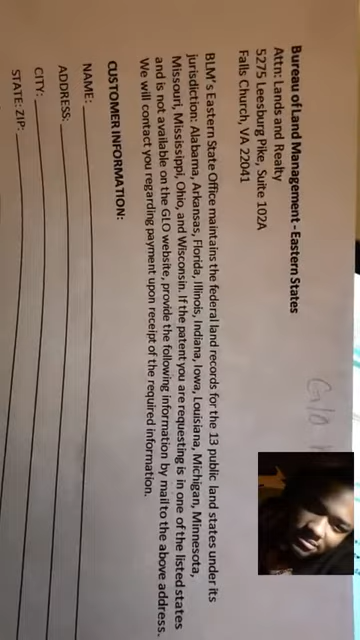 Bureau of Land Management - Eastern States
Attn: Lands and Realty
5275 Leesburg Pike, Suite 102A
Falls Church, VA 22041
BLM's Eastern State Office maintains the federal land records for the 13 public land states under its
jurisdiction: Alabama, Arkansas, Florida, Illinois, Indiana, Iowa, Louisiana, Michigan, Minnesota,
Missouri, Mississippi, Ohio, and Wisconsin. If the patent you are requesting is in one of the listed states
and is not available on the GLO website, provide the following information by mail to the above address.
We will contact you regarding payment upon receipt of the required information.
CUSTOMER INFORMATION:
NAME:
ADDRESS:
CITY:
STATE: ZIP: